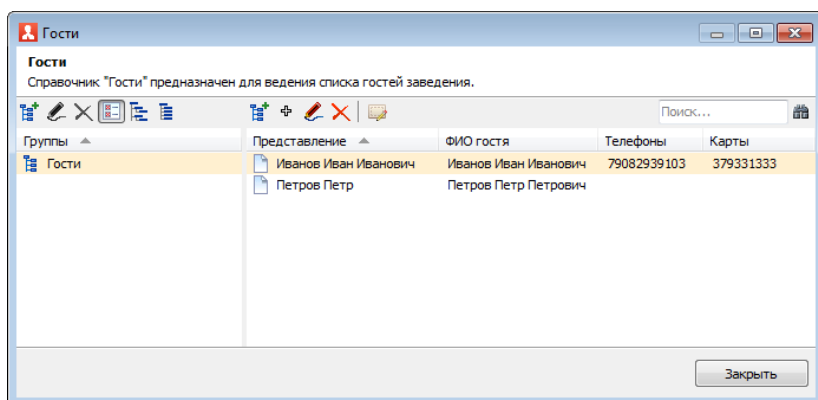 Гости
Гости
Справочник "Гости" предназначен для ведения списка гостей заведения.
Поиск...
Группы Представление ФИО гостя Телефоны Карты
Гости Иванов Иван Иванович Иванов Иван Иванович 79082939103 379331333
Петров Петр Петров Петр Петрович
Закрыть